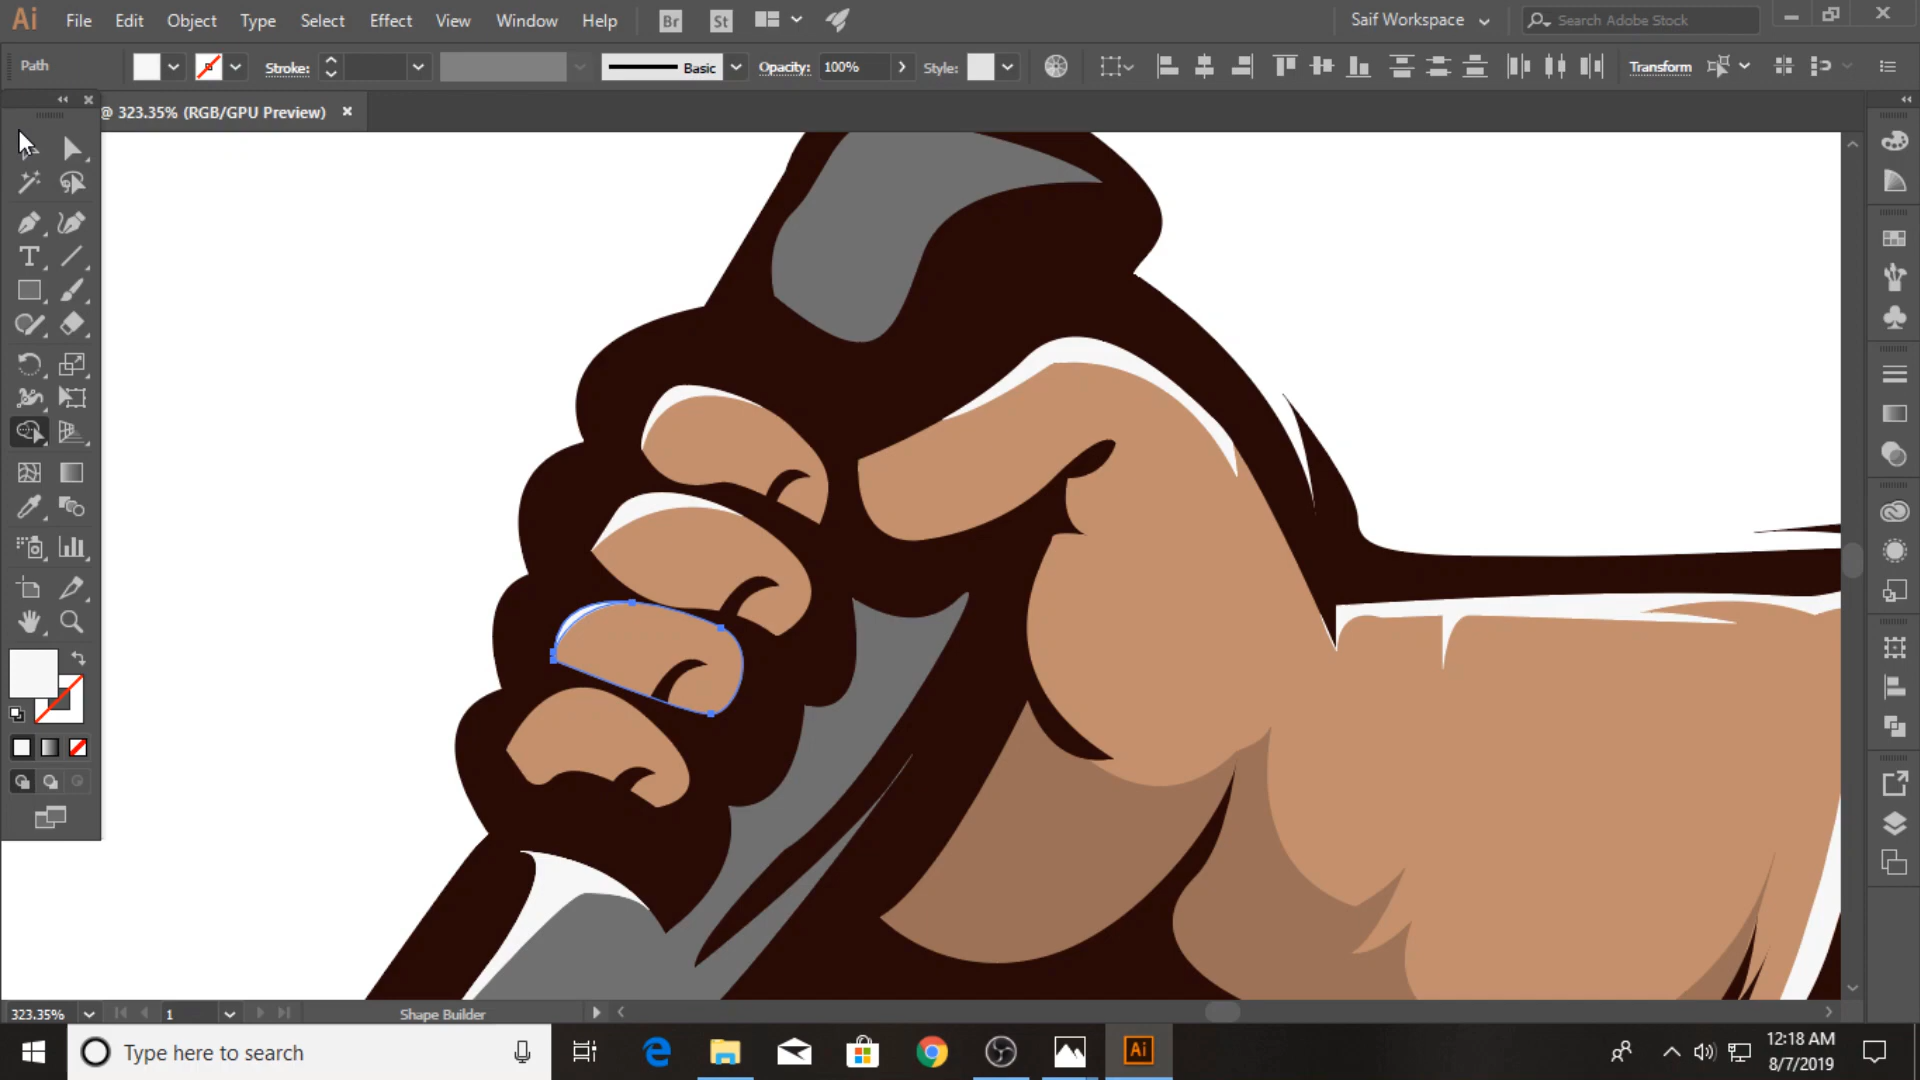 Ai File Edit Object Type Select Effect View Window Help Br St Saif Workspace Search Adobe Stock
Path Stroke: Basic Opacity: 100% Style: Transform
@ 323.35% (RGB/GPU Preview)
T
323.35% 1 Shape Builder
Type here to search
Ai
12:18 AM
8/7/2019